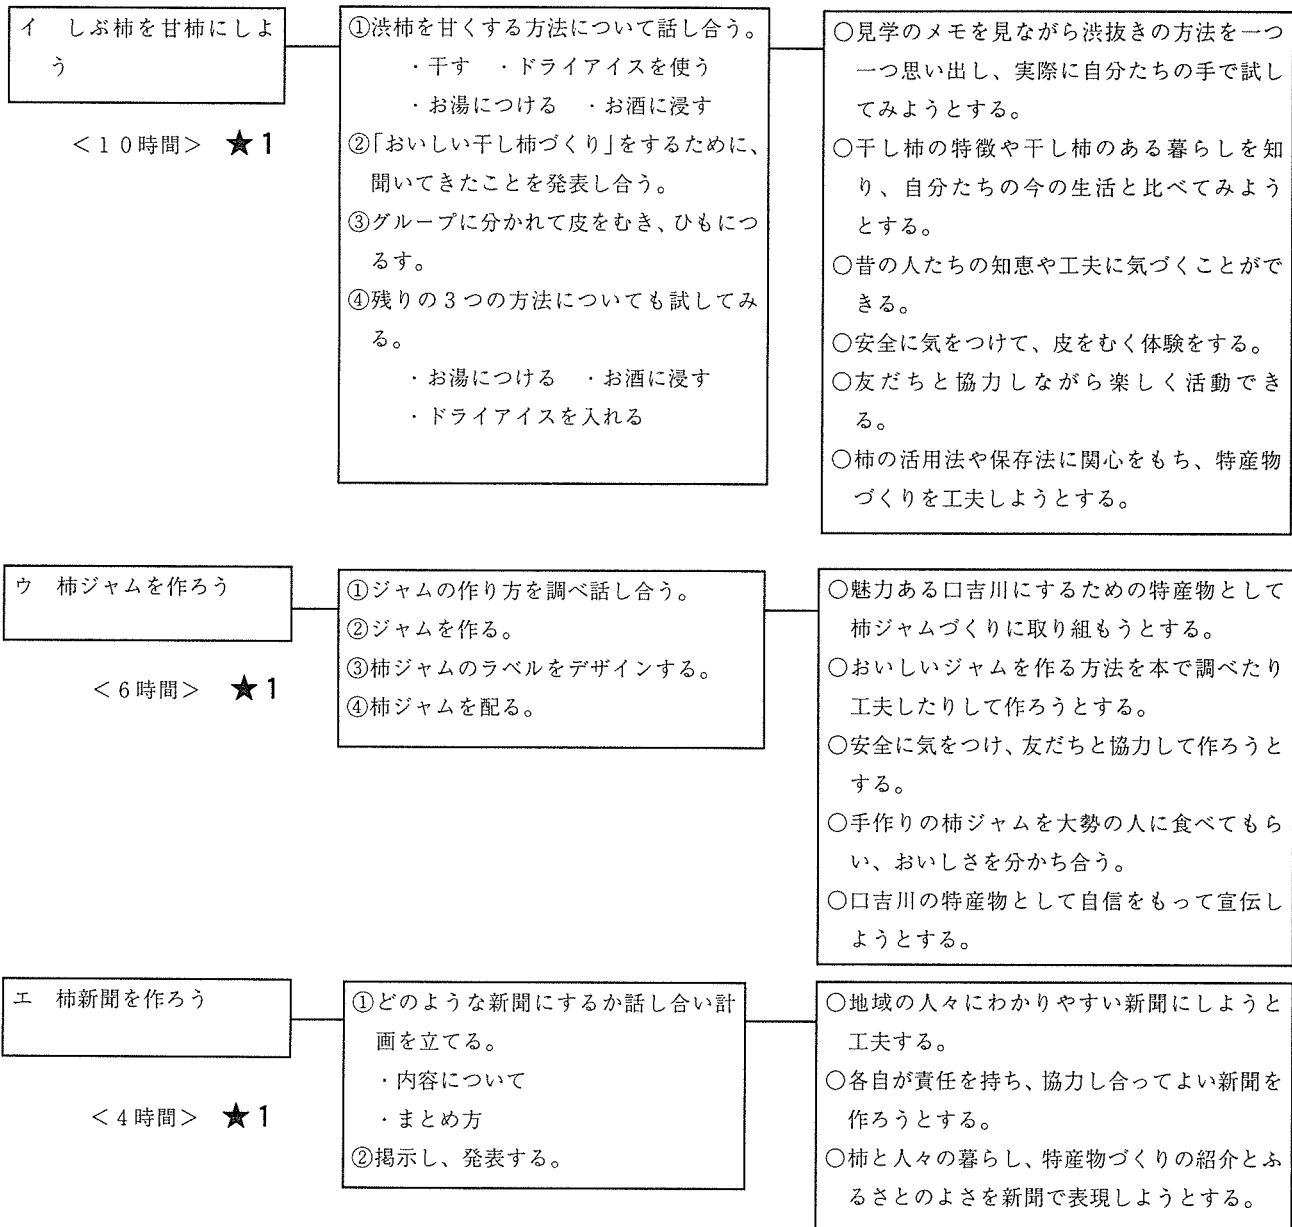 イ　しぶ柿を甘柿にしよ
う
＜１０時間＞　★1
①渋柿を甘くする方法について話し合う。
・干す　・ドライアイスを使う
・お湯につける　・お酒に浸す
②「おいしい干し柿づくり」をするために、
聞いてきたことを発表し合う。
③グループに分かれて皮をむき、ひもにつ
るす。
④残りの３つの方法についても試してみ
る。
・お湯につける　・お酒に浸す
・ドライアイスを入れる
○見学のメモを見ながら渋抜きの方法を一つ
一つ思い出し、実際に自分たちの手で試し
てみようとする。
○干し柿の特徴や干し柿のある暮らしを知
り、自分たちの今の生活と比べてみよう
とする。
○昔の人たちの知恵や工夫に気づくことがで
きる。
○安全に気をつけて、皮をむく体験をする。
○友だちと協力しながら楽しく活動でき
る。
○柿の活用法や保存法に関心をもち、特産物
づくりを工夫しようとする。
ウ　柿ジャムを作ろう
＜６時間＞　★1
①ジャムの作り方を調べ話し合う。
②ジャムを作る。
③柿ジャムのラベルをデザインする。
④柿ジャムを配る。
○魅力ある口吉川にするための特産物として
柿ジャムづくりに取り組もうとする。
○おいしいジャムを作る方法を本で調べたり
工夫したりして作ろうとする。
○安全に気をつけ、友だちと協力して作ろうと
する。
○手作りの柿ジャムを大勢の人に食べてもら
い、おいしさを分かち合う。
○口吉川の特産物として自信をもって宣伝し
ようとする。
エ　柿新聞を作ろう
＜４時間＞　★1
①どのような新聞にするか話し合い計
画を立てる。
・内容について
・まとめ方
②掲示し、発表する。
○地域の人々にわかりやすい新聞にしようと
工夫する。
○各自が責任を持ち、協力し合ってよい新聞を
作ろうとする。
○柿と人々の暮らし、特産物づくりの紹介とふ
るさとのよさを新聞で表現しようとする。